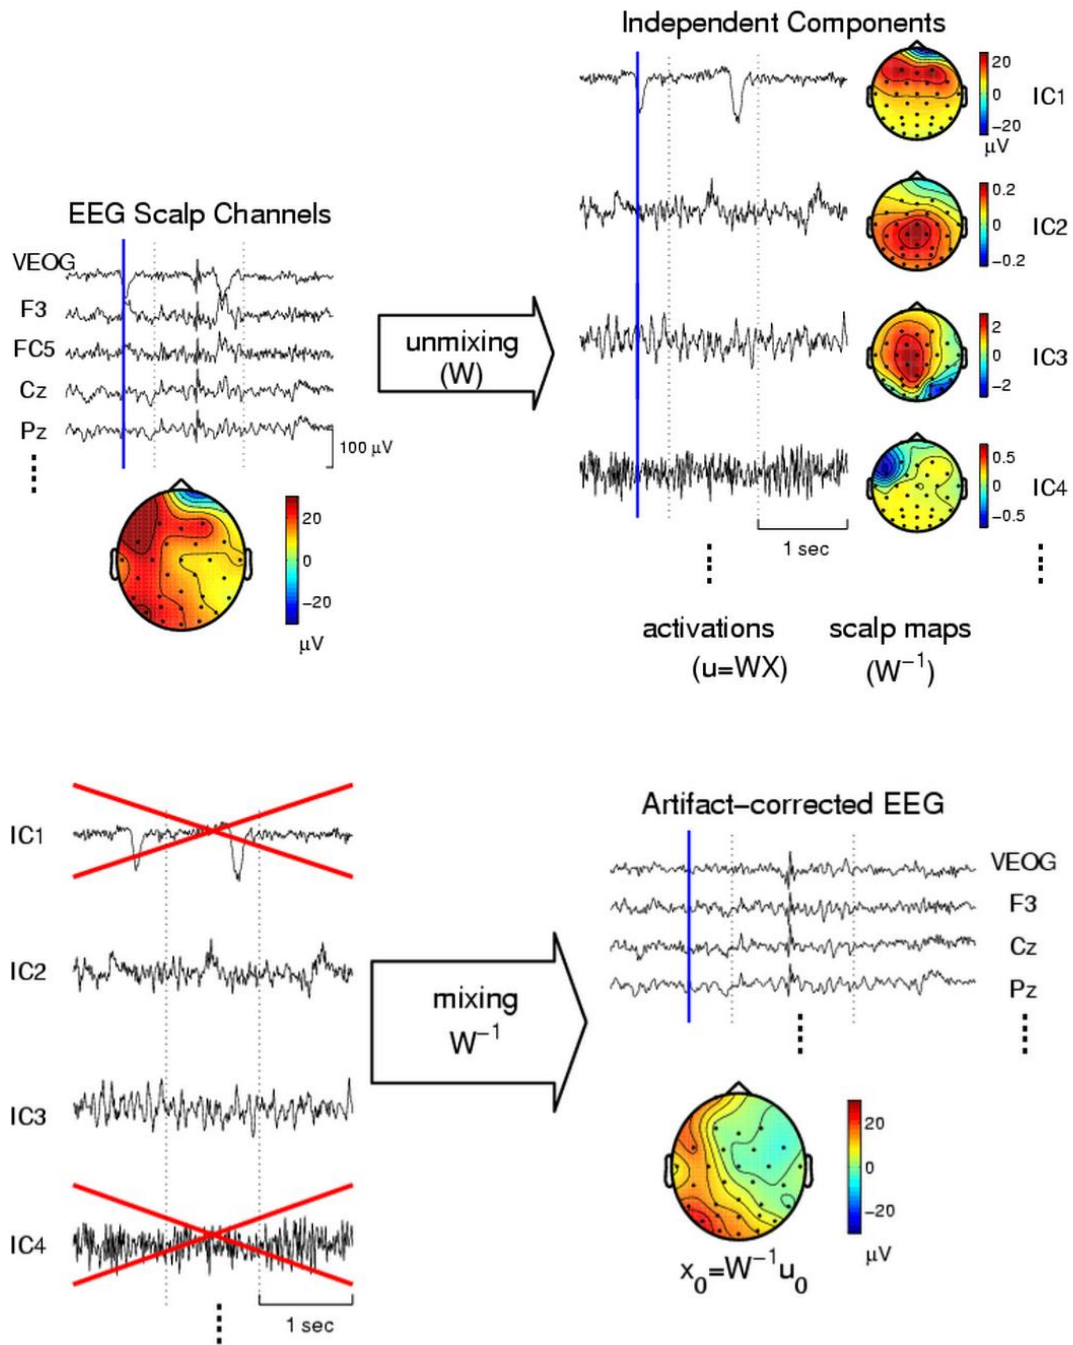 Independent Components
20
0
−20
μV
IC1
0.2
0
−0.2
IC2
2
0
−2
IC3
0.5
0
−0.5
IC4
1 sec
activations
(u=WX)
scalp maps
(W⁻¹)
EEG Scalp Channels
VEOG
F3
FC5
Cz
Pz
100 μV
20
0
−20
μV
unmixing
(W)
IC1
IC2
IC3
IC4
1 sec
mixing
W⁻¹
Artifact−corrected EEG
VEOG
F3
Cz
Pz
20
0
−20
μV
x₀=W⁻¹u₀